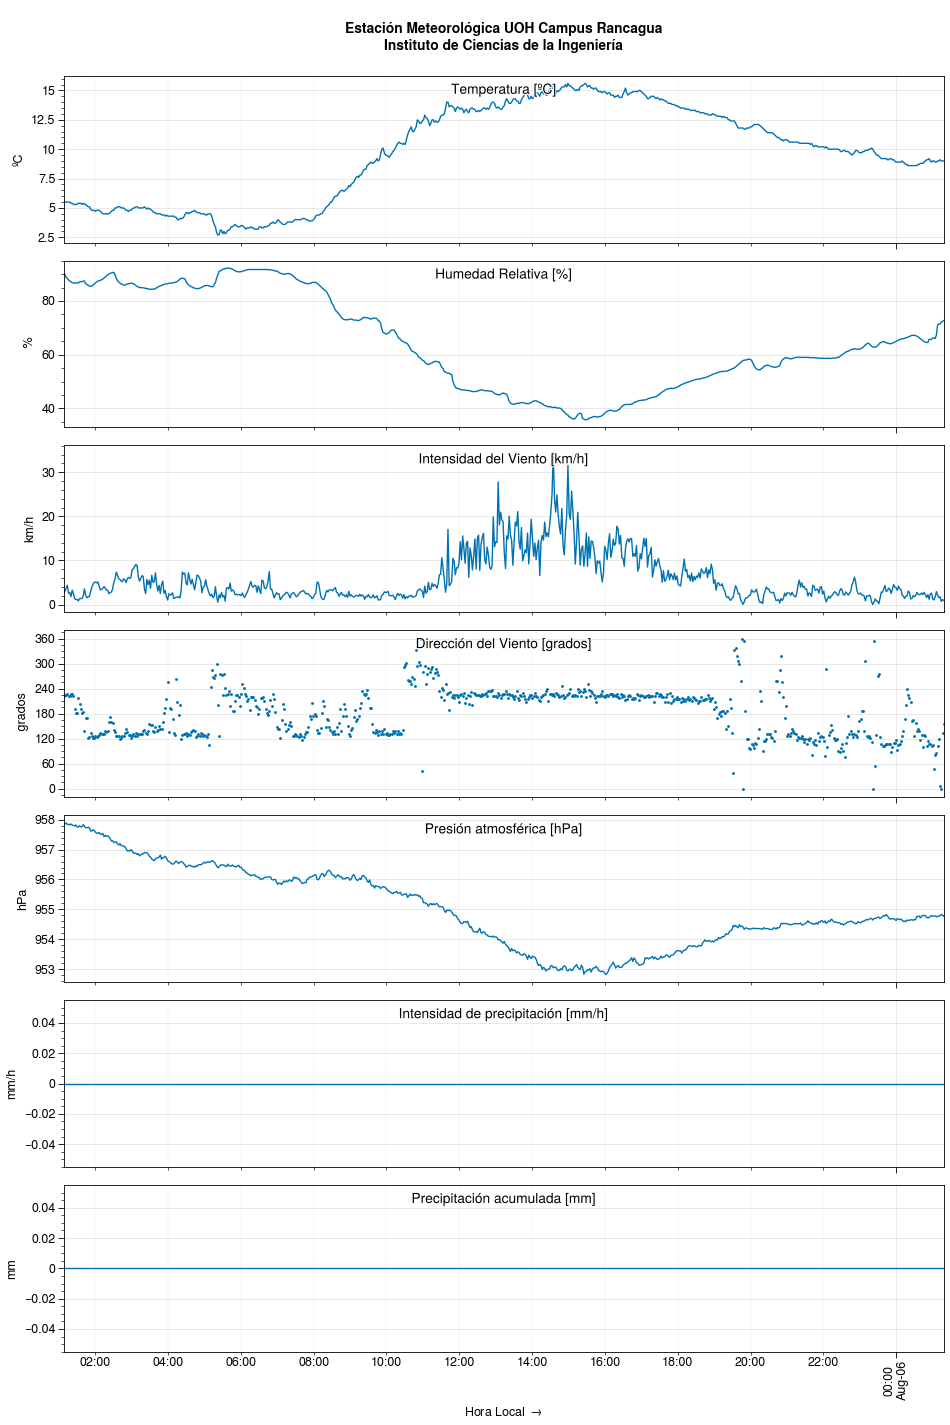 Estación Meteorológica UOH Campus Rancagua
Instituto de Ciencias de la Ingeniería
Temperatura [ºC]
ºC
15
12.5
10
7.5
5
2.5
Humedad Relativa [%]
%
80
60
40
Intensidad del Viento [km/h]
km/h
30
20
10
0
Dirección del Viento [grados]
grados
360
300
240
180
120
60
0
Presión atmosférica [hPa]
hPa
958
957
956
955
954
953
Intensidad de precipitación [mm/h]
mm/h
0.04
0.02
0
−0.02
−0.04
Precipitación acumulada [mm]
mm
0.04
0.02
0
−0.02
−0.04
02:00 04:00 06:00 08:00 10:00 12:00 14:00 16:00 18:00 20:00 22:00 00:00
Aug-06
Hora Local →